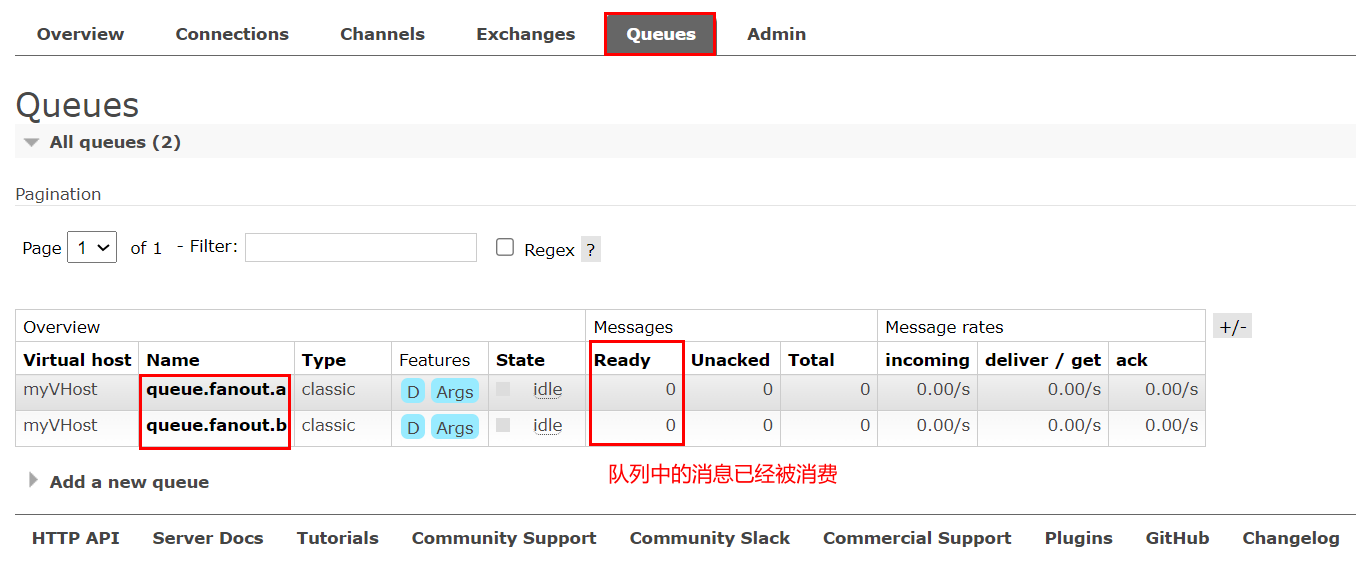 Overview Connections Channels Exchanges Queues Admin
Queues
All queues (2)
Pagination
Page 1 of 1 - Filter: Regex ?
Overview Messages Message rates +/-
Virtual host Name Type Features State Ready Unacked Total incoming deliver / get ack
myVHost queue.fanout.a classic D Args idle 0 0 0 0.00/s 0.00/s 0.00/s
myVHost queue.fanout.b classic D Args idle 0 0 0 0.00/s 0.00/s 0.00/s
队列中的消息已经被消费
Add a new queue
HTTP API Server Docs Tutorials Community Support Community Slack Commercial Support Plugins GitHub Changelog